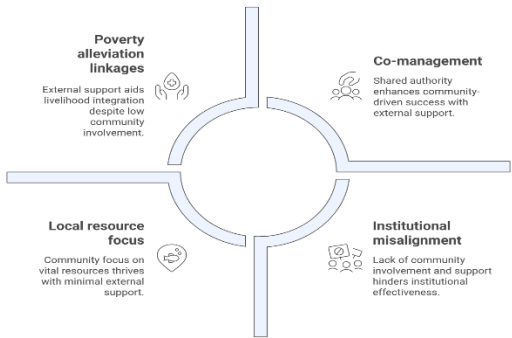 Poverty
alleviation
linkages
External support aids
livelihood integration
despite low
community
involvement.
Co-management
Shared authority
enhances community-
driven success with
external support.
Local resource
focus
Community focus on
vital resources thrives
with minimal external
support.
Institutional
misalignment
Lack of community
involvement and support
hinders institutional
effectiveness.